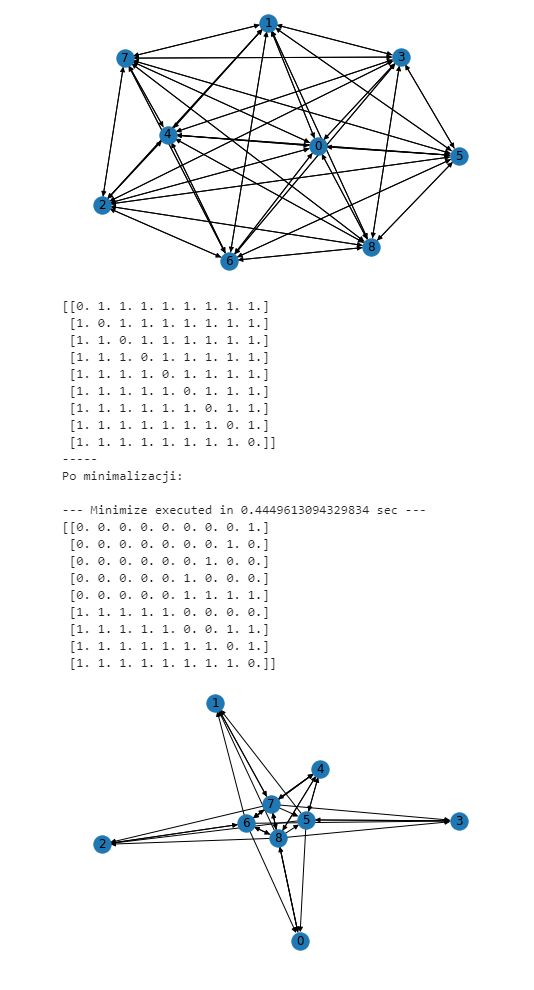 1
7
3
4
0
5
2
8
6
[[0. 1. 1. 1. 1. 1. 1. 1. 1.]
[1. 0. 1. 1. 1. 1. 1. 1. 1.]
[1. 1. 0. 1. 1. 1. 1. 1. 1.]
[1. 1. 1. 0. 1. 1. 1. 1. 1.]
[1. 1. 1. 1. 0. 1. 1. 1. 1.]
[1. 1. 1. 1. 1. 0. 1. 1. 1.]
[1. 1. 1. 1. 1. 1. 0. 1. 1.]
[1. 1. 1. 1. 1. 1. 1. 0. 1.]
[1. 1. 1. 1. 1. 1. 1. 1. 0.]]
-----
Po minimalizacji:
--- Minimize executed in 0.4449613094329834 sec ---
[[0. 0. 0. 0. 0. 0. 0. 0. 1.]
[0. 0. 0. 0. 0. 0. 0. 1. 0.]
[0. 0. 0. 0. 0. 0. 1. 0. 0.]
[0. 0. 0. 0. 0. 1. 0. 0. 0.]
[0. 0. 0. 0. 0. 1. 1. 1. 1.]
[1. 1. 1. 1. 1. 0. 0. 0. 0.]
[1. 1. 1. 1. 1. 0. 0. 1. 1.]
[1. 1. 1. 1. 1. 1. 1. 0. 1.]
[1. 1. 1. 1. 1. 1. 1. 1. 0.]]
1
4
7
6
5
3
8
2
0